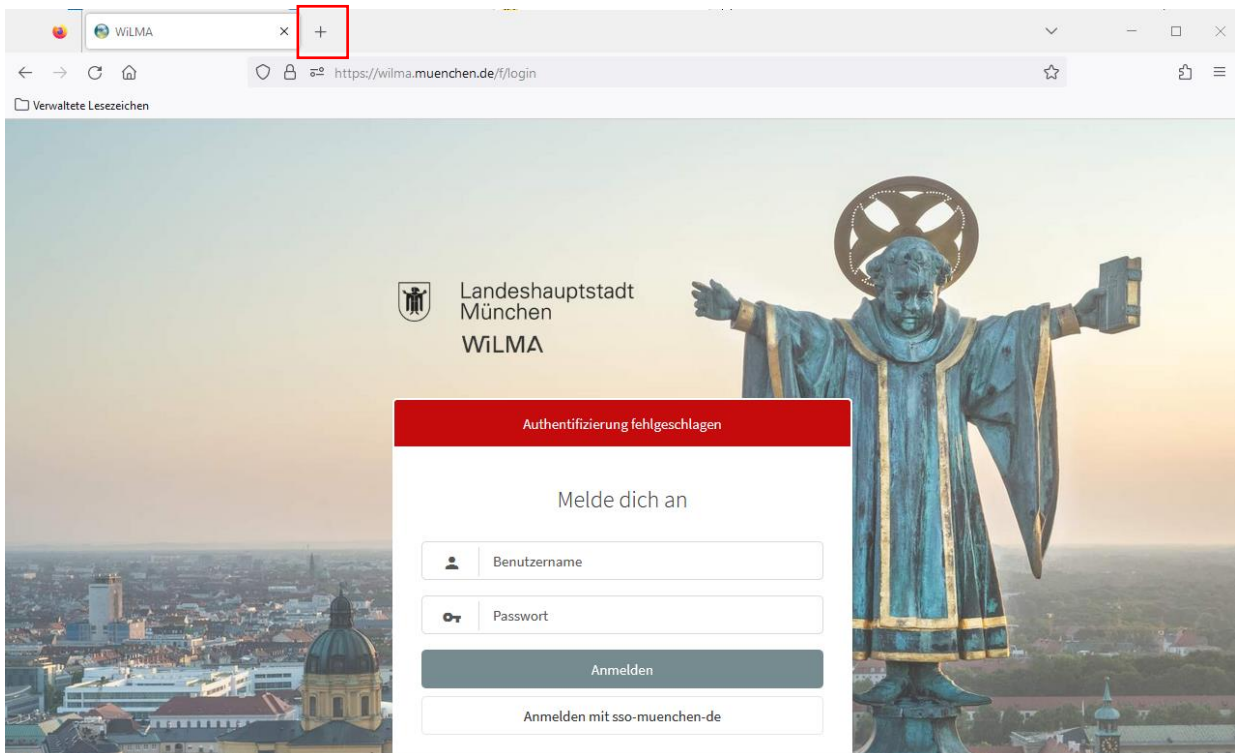 WiLMA
https://wilma.muenchen.de/f/login
Verwaltete Lesezeichen
Landeshauptstadt
München
WiLMA
Authentifizierung fehlgeschlagen
Melde dich an
Benutzername
Passwort
Anmelden
Anmelden mit sso-muenchen-de